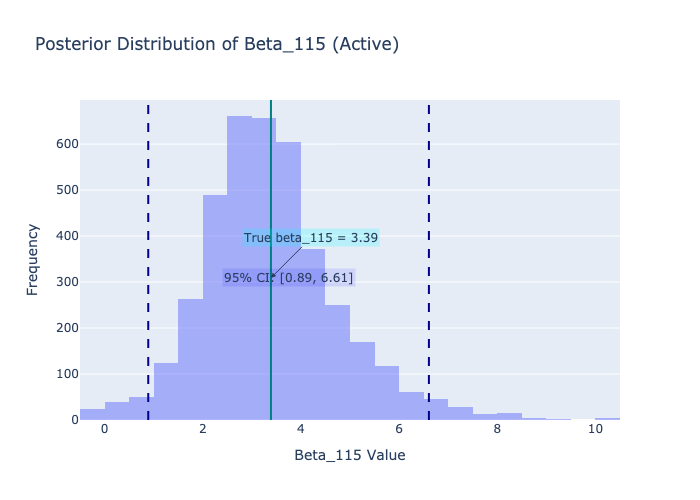 Posterior Distribution of Beta_115 (Active)
600
500
400
300
200
100
0
Frequency
True beta_115 = 3.39
95% CI: [0.89, 6.61]
0
2
4
6
8
10
Beta_115 Value